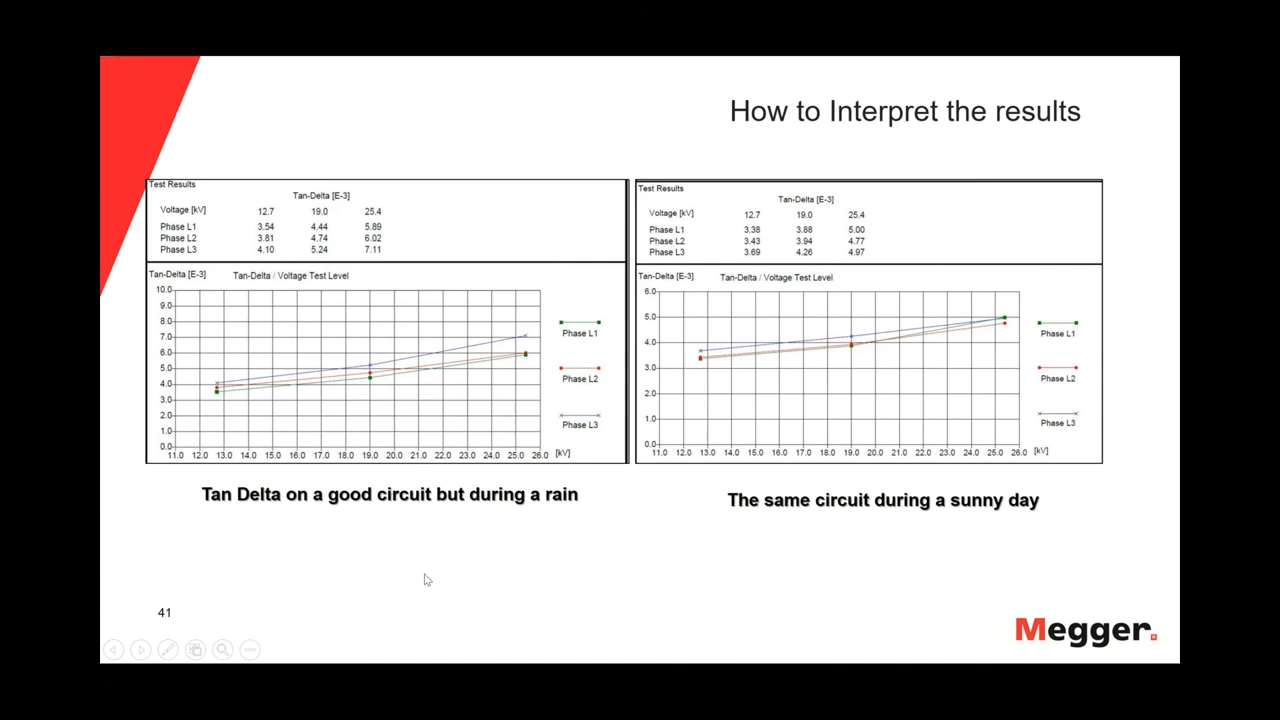 How to Interpret the results
Test Results
Tan-Delta [E-3]
Voltage [kV] 12.7 19.0 25.4
Phase L1 3.54 4.44 5.89
Phase L2 3.81 4.74 6.02
Phase L3 4.10 5.24 7.11
Tan-Delta [E-3] Tan-Delta / Voltage Test Level
10.0
9.0
8.0
7.0
6.0
5.0
4.0
3.0
2.0
1.0
0.0
11.0 12.0 13.0 14.0 15.0 16.0 17.0 18.0 19.0 20.0 21.0 22.0 23.0 24.0 25.0 26.0 [kV]
Phase L1
Phase L2
Phase L3
Tan Delta on a good circuit but during a rain
Test Results
Tan-Delta [E-3]
Voltage [kV] 12.7 19.0 25.4
Phase L1 3.38 3.88 5.00
Phase L2 3.43 3.94 4.77
Phase L3 3.69 4.26 4.97
Tan-Delta [E-3] Tan-Delta / Voltage Test Level
6.0
5.0
4.0
3.0
2.0
1.0
0.0
11.0 12.0 13.0 14.0 15.0 16.0 17.0 18.0 19.0 20.0 21.0 22.0 23.0 24.0 25.0 26.0 [kV]
Phase L1
Phase L2
Phase L3
The same circuit during a sunny day
41
Megger.